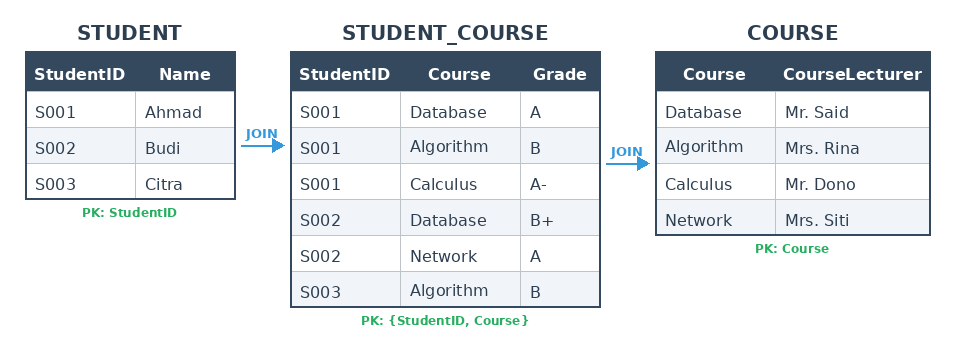 STUDENT
StudentID Name
S001 Ahmad
S002 Budi
S003 Citra
PK: StudentID
JOIN
STUDENT_COURSE
StudentID Course Grade
S001 Database A
S001 Algorithm B
S001 Calculus A-
S002 Database B+
S002 Network A
S003 Algorithm B
PK: {StudentID, Course}
JOIN
COURSE
Course CourseLecturer
Database Mr. Said
Algorithm Mrs. Rina
Calculus Mr. Dono
Network Mrs. Siti
PK: Course